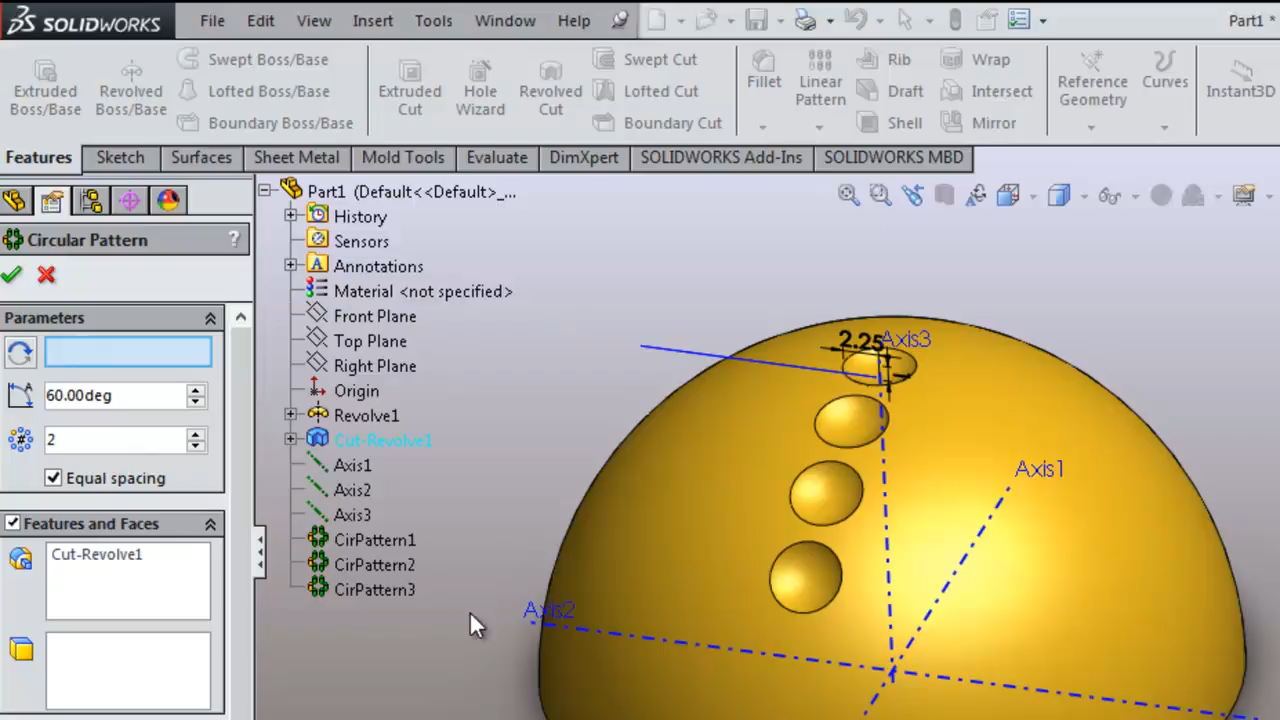 SOLIDWORKS File Edit View Insert Tools Window Help Part1 *
Extruded Boss/Base
Revolved Boss/Base
Swept Boss/Base
Lofted Boss/Base
Boundary Boss/Base
Extruded Cut
Hole Wizard
Revolved Cut
Swept Cut
Lofted Cut
Boundary Cut
Fillet
Linear Pattern
Rib
Draft
Shell
Wrap
Intersect
Mirror
Reference Geometry
Curves
Instant3D
Features Sketch Surfaces Sheet Metal Mold Tools Evaluate DimXpert SOLIDWORKS Add-Ins SOLIDWORKS MBD
Circular Pattern ?
Parameters
60.00deg
2
Equal spacing
Features and Faces
Cut-Revolve1
Part1 (Default<<Default>_...
History
Sensors
Annotations
Material <not specified>
Front Plane
Top Plane
Right Plane
Origin
Revolve1
Cut-Revolve1
Axis1
Axis2
Axis3
CirPattern1
CirPattern2
CirPattern3
2.25
Axis3
Axis1
Axis2